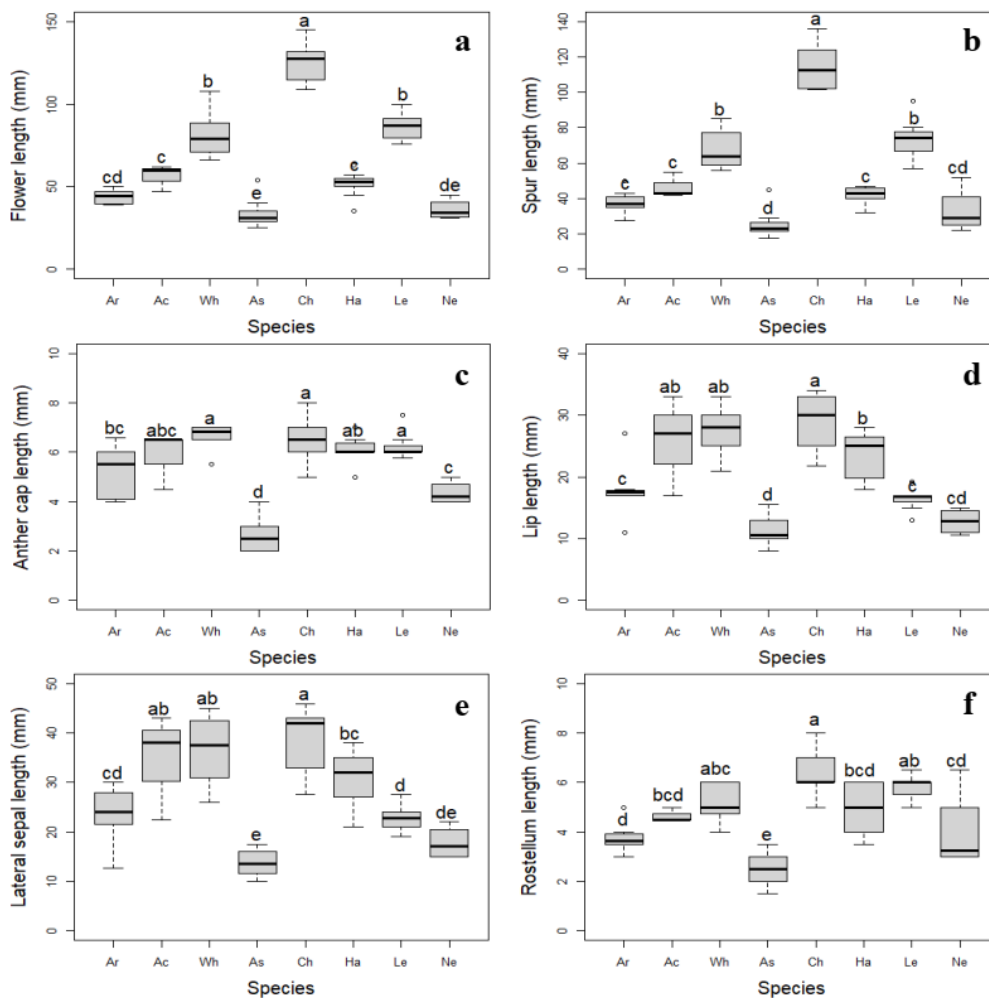 a
Flower length (mm)
150
100
50
0
cd c b e a c b de
Ar Ac Wh As Ch Ha Le Ne
Species
b
Spur length (mm)
140
120
100
80
60
40
20
0
c c b d a c b cd
Ar Ac Wh As Ch Ha Le Ne
Species
c
Anther cap length (mm)
10
8
6
4
2
0
bc abc a d a ab a c
Ar Ac Wh As Ch Ha Le Ne
Species
d
Lip length (mm)
40
30
20
10
0
c ab ab d a b c cd
Ar Ac Wh As Ch Ha Le Ne
Species
e
Lateral sepal length (mm)
50
40
30
20
10
0
cd ab ab e a bc d de
Ar Ac Wh As Ch Ha Le Ne
Species
f
Rostellum length (mm)
10
8
6
4
2
0
d bcd abc e a bcd ab cd
Ar Ac Wh As Ch Ha Le Ne
Species